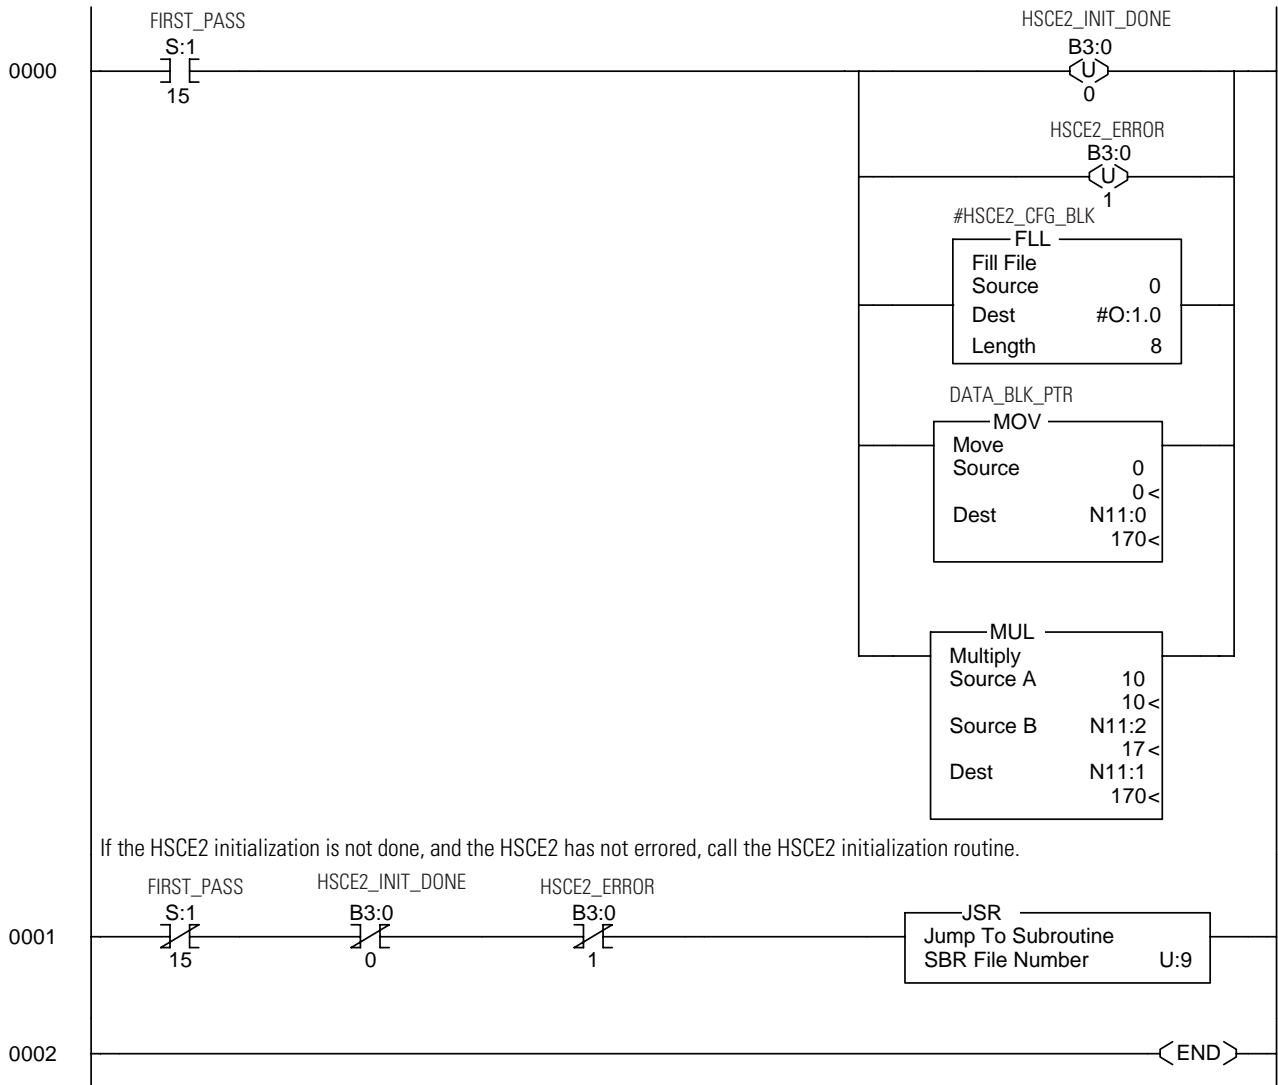 FIRST_PASS
S:1
15
0000
HSCE2_INIT_DONE
B3:0
U
0
HSCE2_ERROR
B3:0
U
1
#HSCE2_CFG_BLK
FLL
Fill File
Source 0
Dest #O:1.0
Length 8
DATA_BLK_PTR
MOV
Move
Source 0
0<
Dest N11:0
170<
MUL
Multiply
Source A 10
10<
Source B N11:2
17<
Dest N11:1
170<
If the HSCE2 initialization is not done, and the HSCE2 has not errored, call the HSCE2 initialization routine.
FIRST_PASS
S:1
15
HSCE2_INIT_DONE
B3:0
0
HSCE2_ERROR
B3:0
1
0001
JSR
Jump To Subroutine
SBR File Number U:9
0002
END